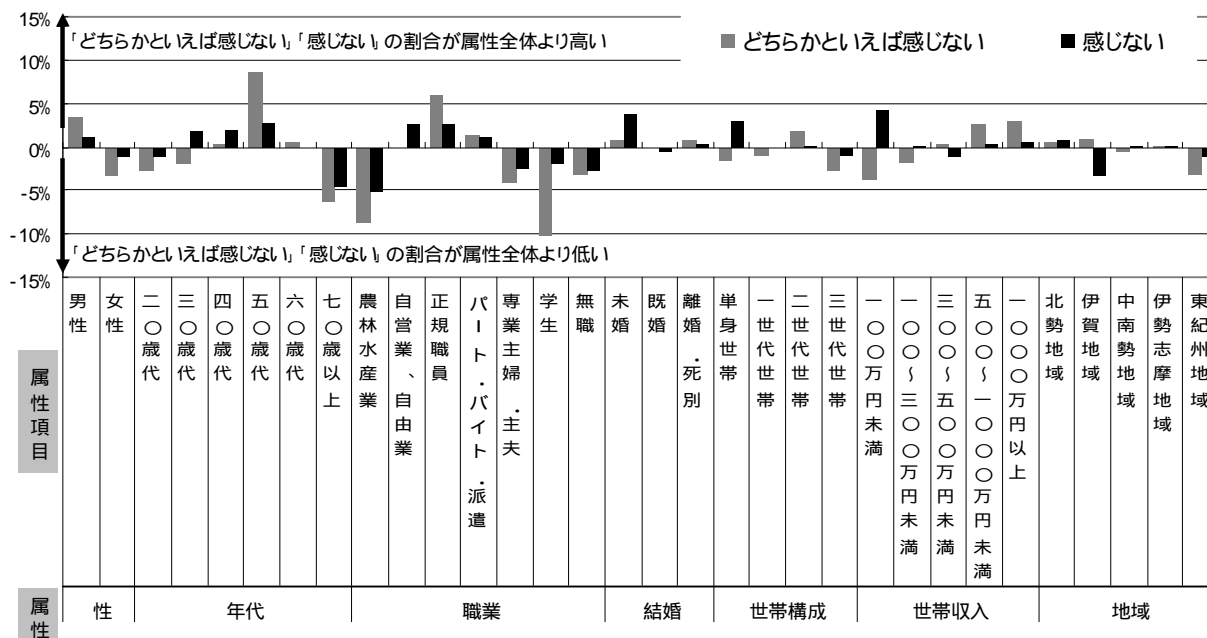 15%
「どちらかといえば感じない」「感じない」の割合が属性全体より高い
どちらかといえば感じない
感じない
10%
5%
0%
-5%
-10%
「どちらかといえば感じない」「感じない」の割合が属性全体より低い
-15%
属性項目
男性
女性
二〇歳代
三〇歳代
四〇歳代
五〇歳代
六〇歳代
七〇歳以上
農林水産業
自営業、自由業
正規職員
パート・バイト・派遣
専業主婦・主夫
学生
無職
未婚
既婚
離婚・死別
単身世帯
一世代世帯
二世代世帯
三世代世帯
一〇〇万円未満
一〇〇～三〇〇万円未満
三〇〇～五〇〇万円未満
五〇〇～一〇〇〇万円未満
一〇〇〇万円以上
北勢地域
伊賀地域
中南勢地域
伊勢志摩地域
東紀州地域
属性
性
年代
職業
結婚
世帯構成
世帯収入
地域